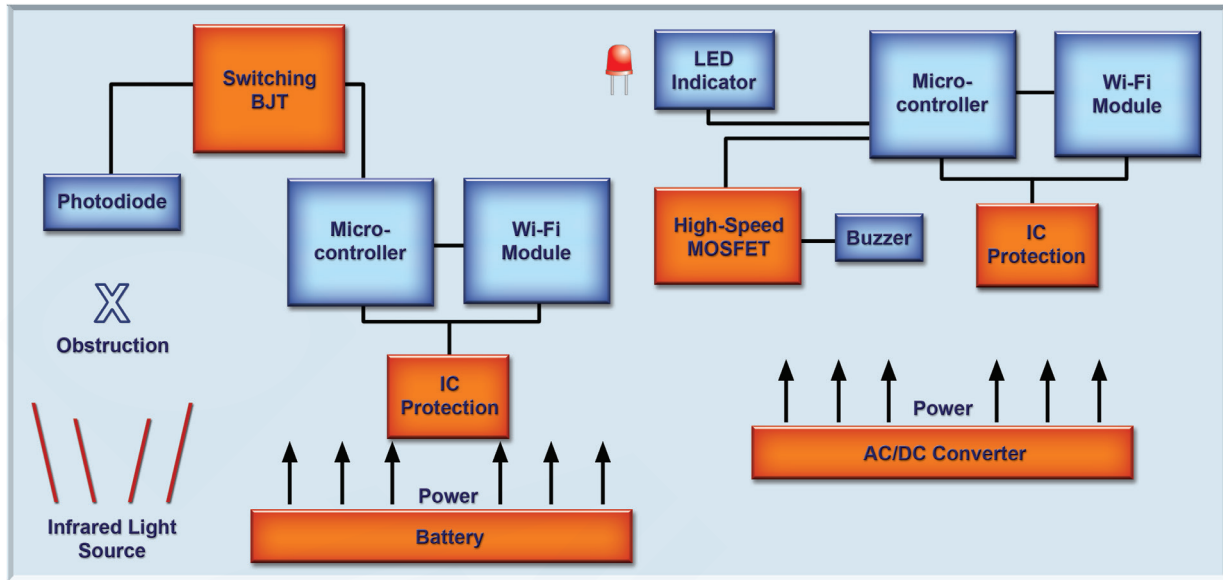 Switching
BJT
Photodiode
Micro-
controller
Wi-Fi
Module
X
Obstruction
IC
Protection
Infrared Light
Source
Power
Battery
LED
Indicator
Micro-
controller
Wi-Fi
Module
High-Speed
MOSFET
Buzzer
IC
Protection
Power
AC/DC Converter